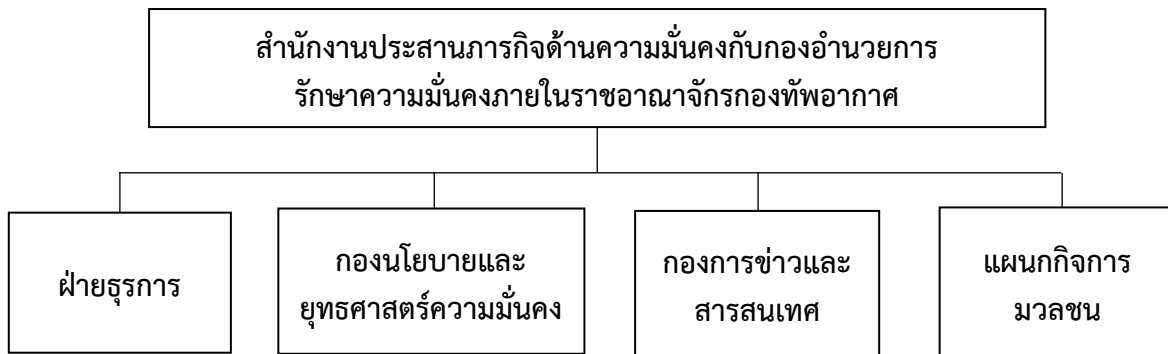 สำนักงานประสานภารกิจด้านความมั่นคงกับกองอำนวยการ
รักษาความมั่นคงภายในราชอาณาจักรกองทัพอากาศ
ฝ่ายธุรการ
กองนโยบายและ
ยุทธศาสตร์ความมั่นคง
กองการข่าวและ
สารสนเทศ
แผนกกิจการ
มวลชน